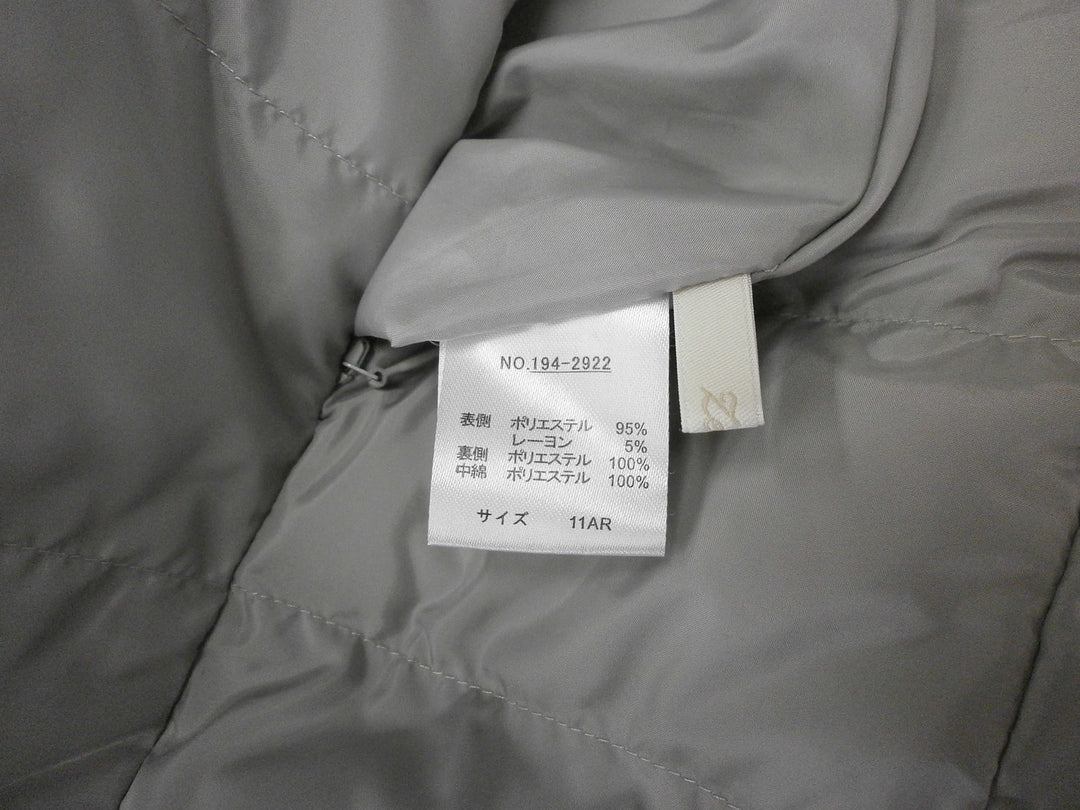 NO.194-2922
表側 ポリエステル 95%
レーヨン 5%
裏側 ポリエステル 100%
中綿 ポリエステル 100%
サイズ 11AR